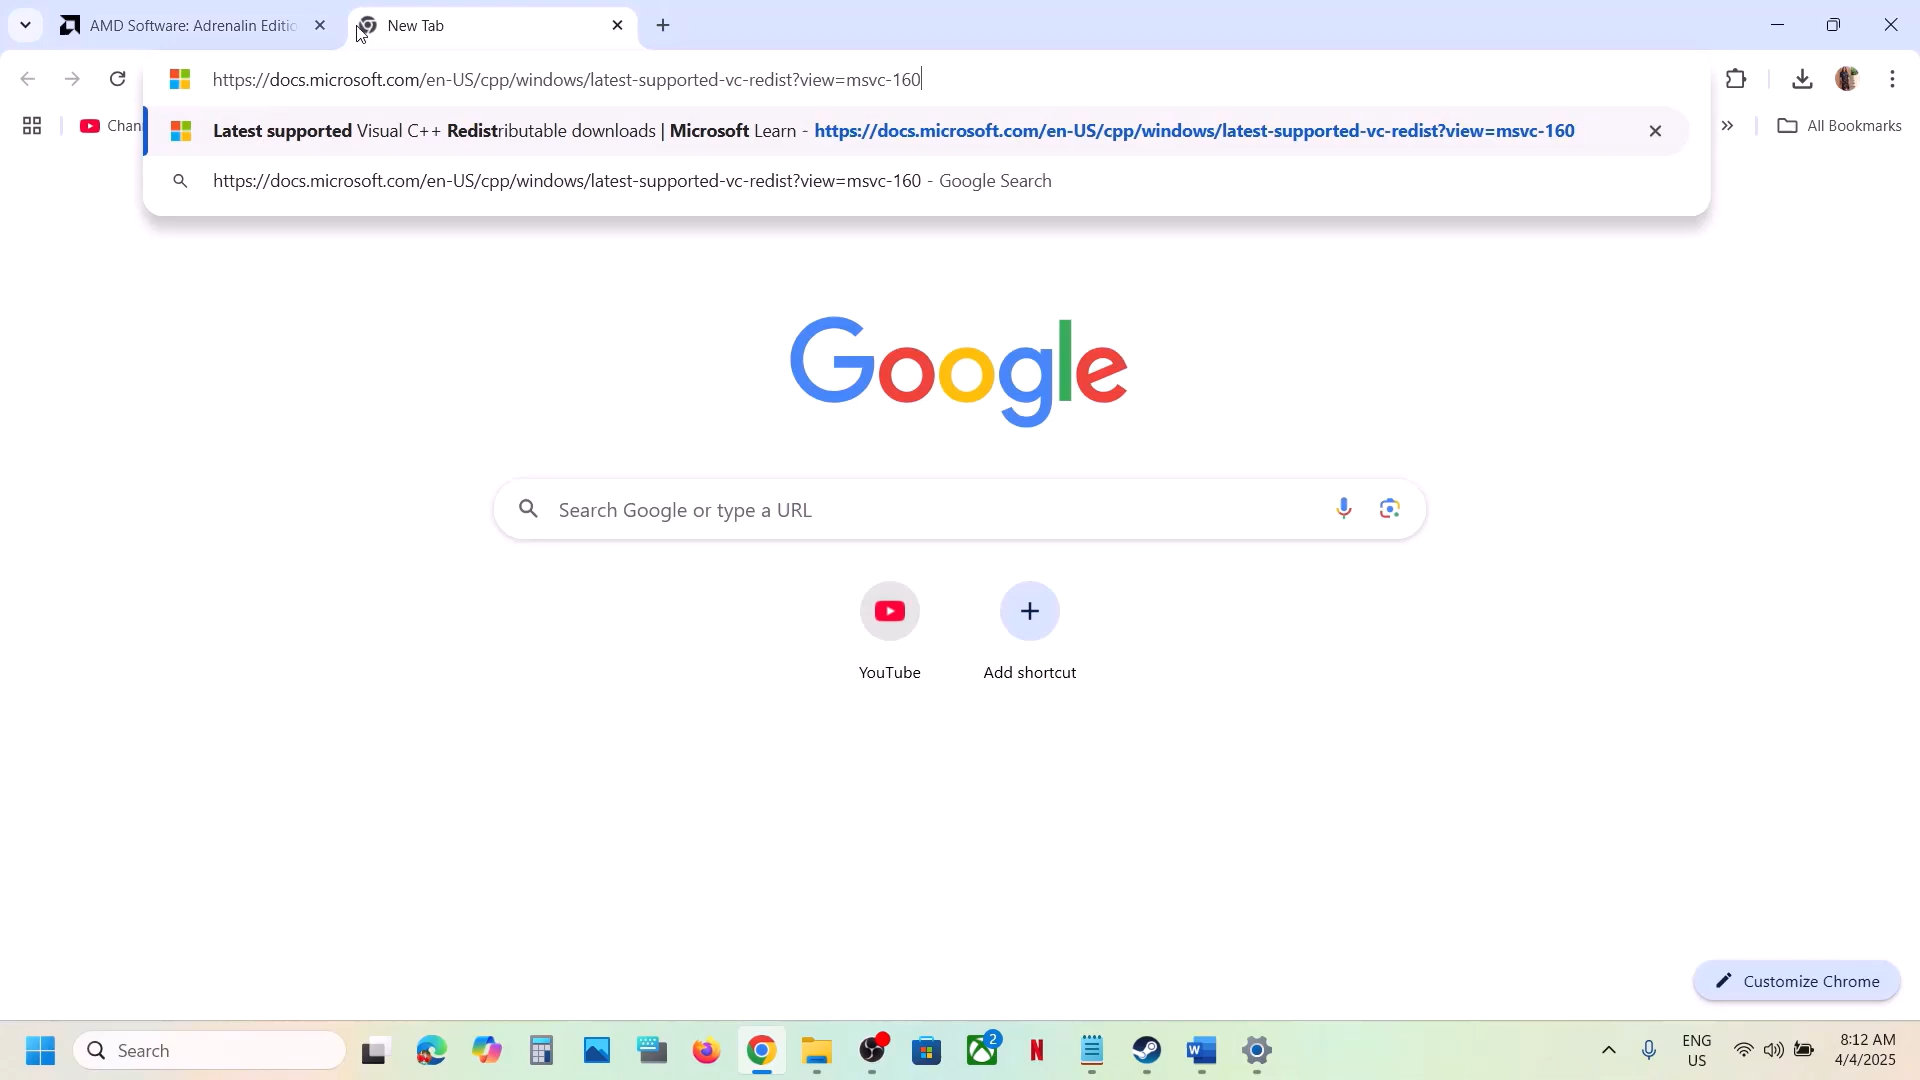 AMD Software: Adrenalin Editio
New Tab
https://docs.microsoft.com/en-US/cpp/windows/latest-supported-vc-redist?view=msvc-160
Latest supported Visual C++ Redistributable downloads | Microsoft Learn - https://docs.microsoft.com/en-US/cpp/windows/latest-supported-vc-redist?view=msvc-160
Chan
All Bookmarks
https://docs.microsoft.com/en-US/cpp/windows/latest-supported-vc-redist?view=msvc-160 - Google Search
Google
Search Google or type a URL
YouTube
Add shortcut
Customize Chrome
Search
2
N
W
ENG
US
8:12 AM
4/4/2025